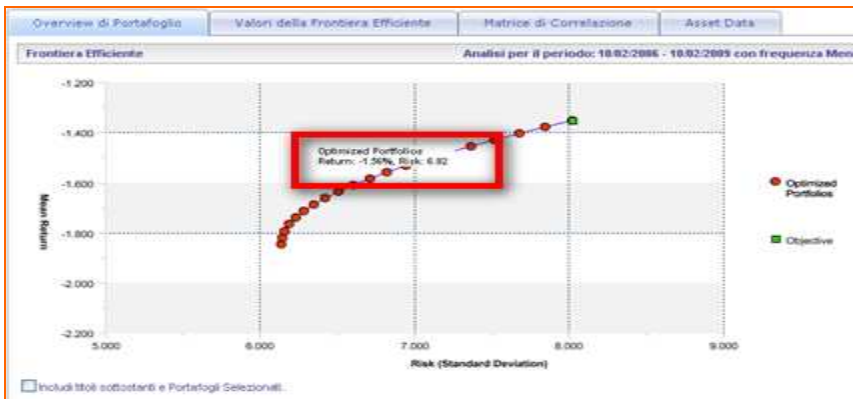 Overview di Portafoglio
Valori della Frontiera Efficiente
Matrice di Correlazione
Asset Data
Frontiera Efficiente
Analisi per il periodo: 10/02/2006 - 10/02/2009 con frequenza Men
-1.200
-1.400
-1.600
-1.800
-2.000
-2.200
Mean Return
Optimized Portfolios
Return: -1.56%, Risk: 6.82
Optimized
Portfolios
Objective
5.000
6.000
7.000
8.000
9.000
Risk (Standard Deviation)
Includi titoli sottostanti e Portafogli Selezionati.